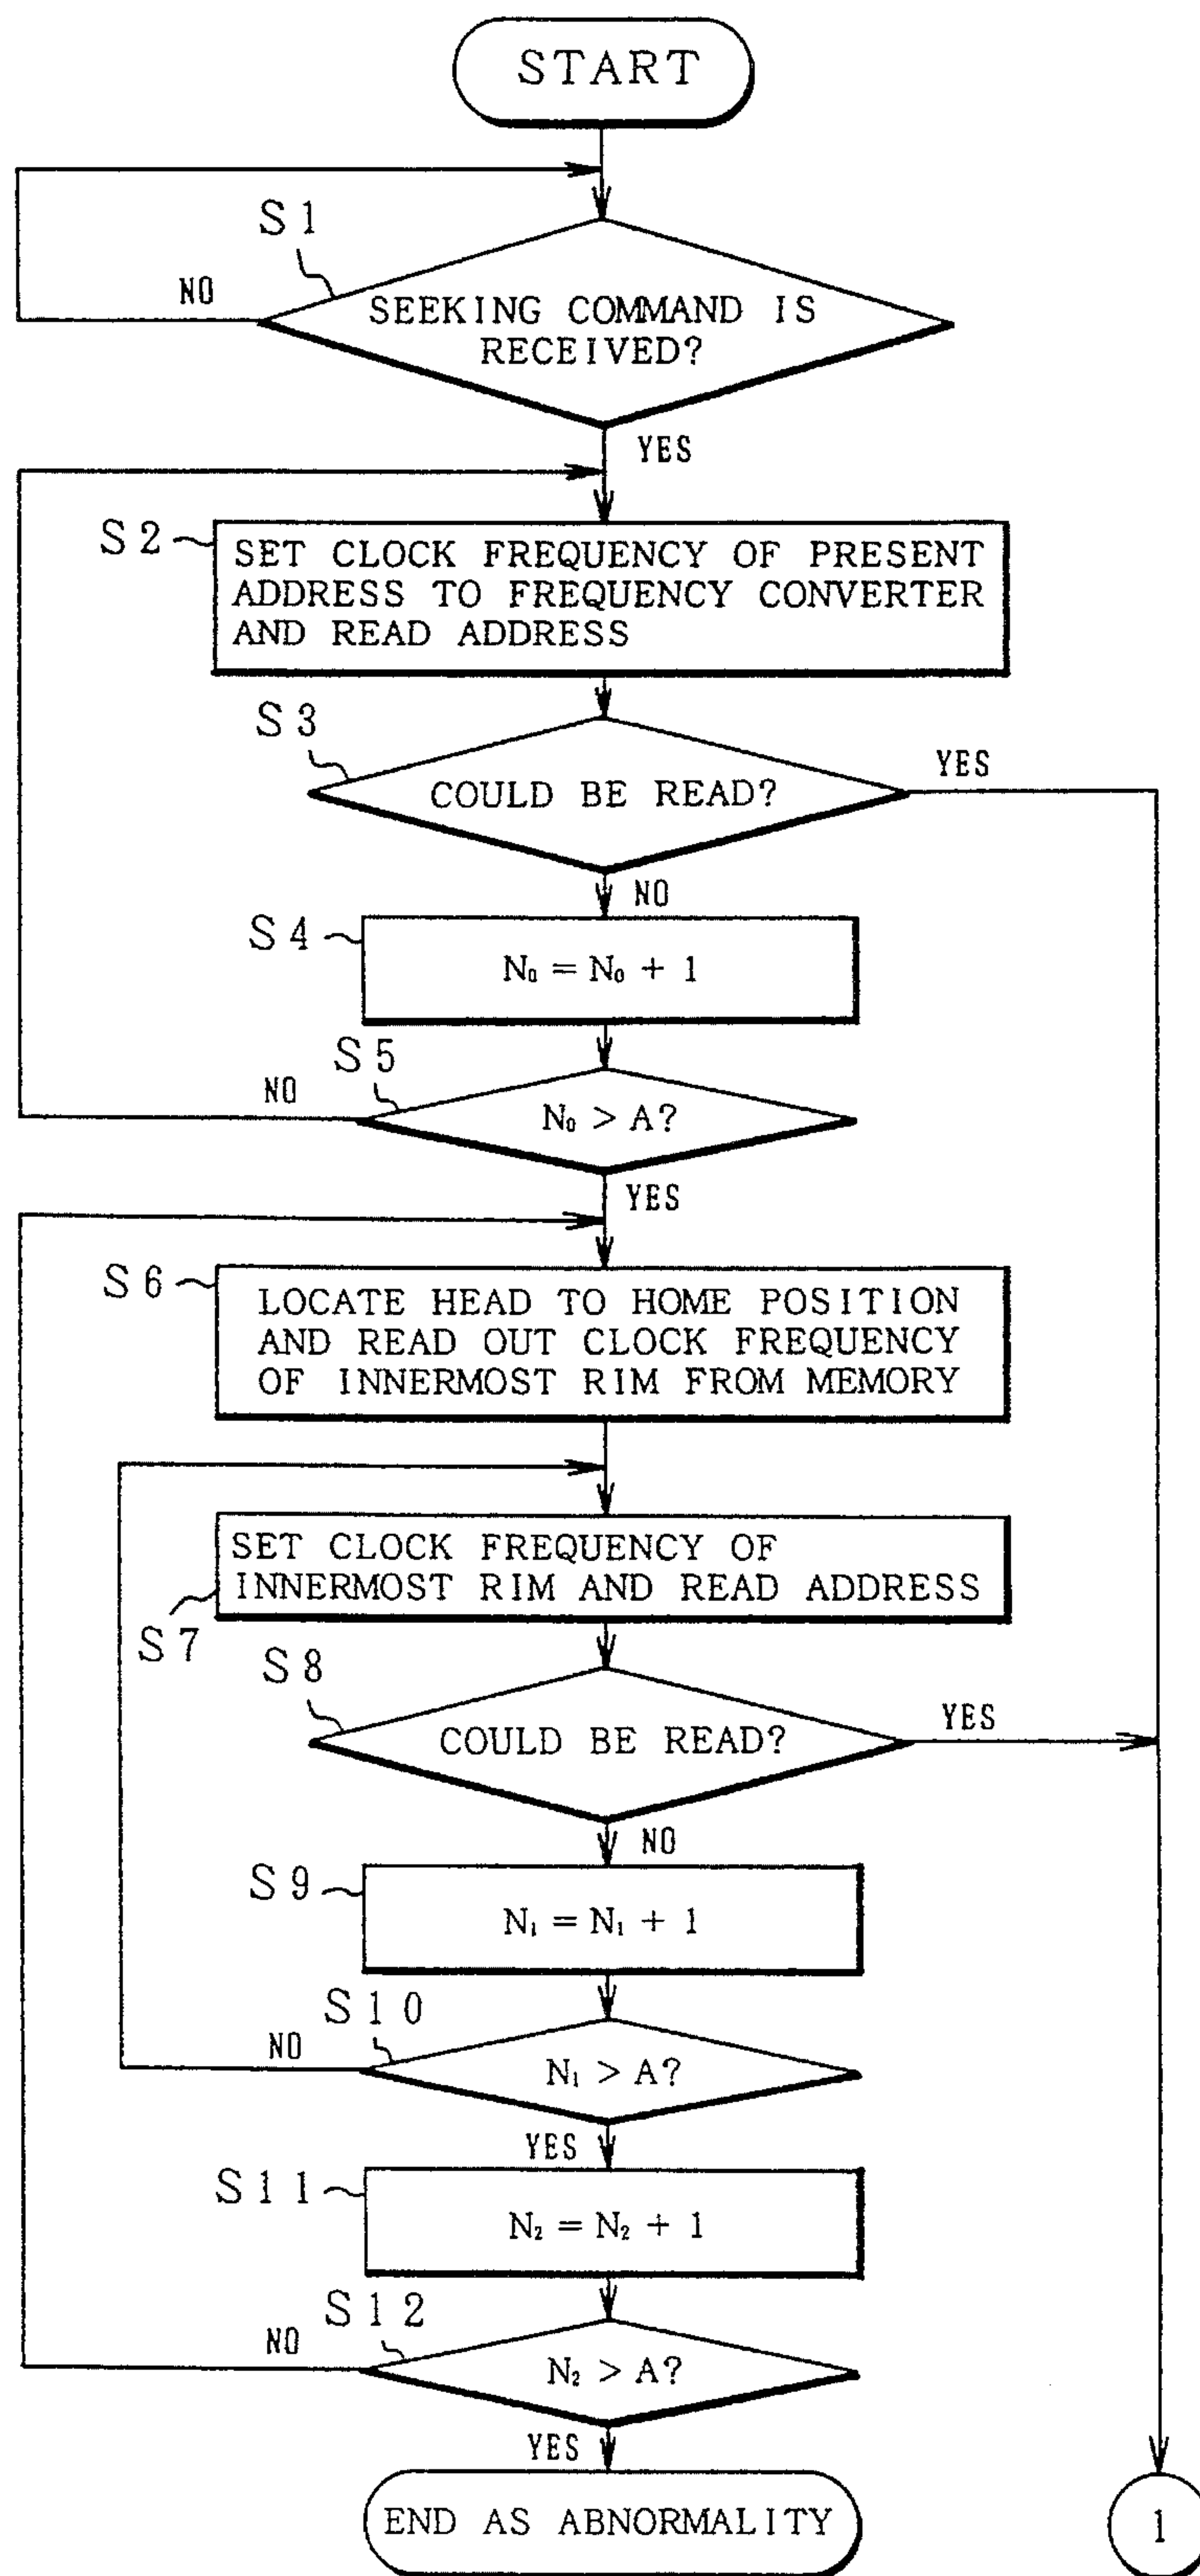 START
S1
NO
SEEKING COMMAND IS
RECEIVED?
YES
S2
SET CLOCK FREQUENCY OF PRESENT
ADDRESS TO FREQUENCY CONVERTER
AND READ ADDRESS
S3
YES
COULD BE READ?
NO
S4
N₀ = N₀ + 1
S5
NO
N₀ > A?
YES
S6
LOCATE HEAD TO HOME POSITION
AND READ OUT CLOCK FREQUENCY
OF INNERMOST RIM FROM MEMORY
SET CLOCK FREQUENCY OF
INNERMOST RIM AND READ ADDRESS
S7
S8
YES
COULD BE READ?
NO
S9
N₁ = N₁ + 1
S10
NO
N₁ > A?
YES
S11
N₂ = N₂ + 1
S12
NO
N₂ > A?
YES
END AS ABNORMALITY
1